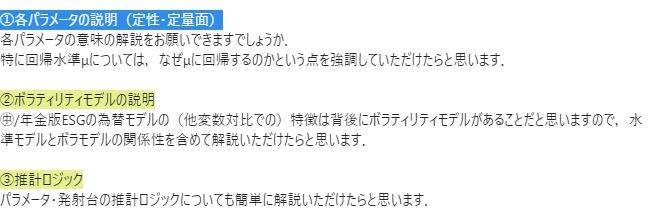 ①各パラメータの説明（定性・定量面）
各パラメータの意味の解説をお願いできますでしょうか．
特に回帰水準μについては，なぜμに回帰するのかという点を強調していただけたらと思います．
②ボラティリティモデルの説明
㊥/年金版ESGの為替モデルの（他変数対比での）特徴は背後にボラティリティモデルがあることだと思いますので，水
準モデルとボラモデルの関係性を含めて解説いただけたらと思います．
③推計ロジック
パラメータ・発射台の推計ロジックについても簡単に解説いただけたらと思います．